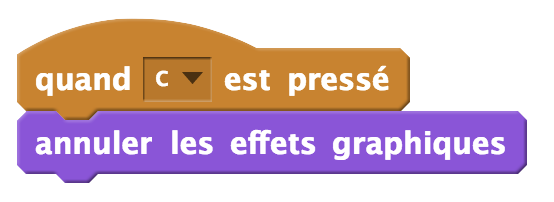 quand c est pressé
annuler les effets graphiques